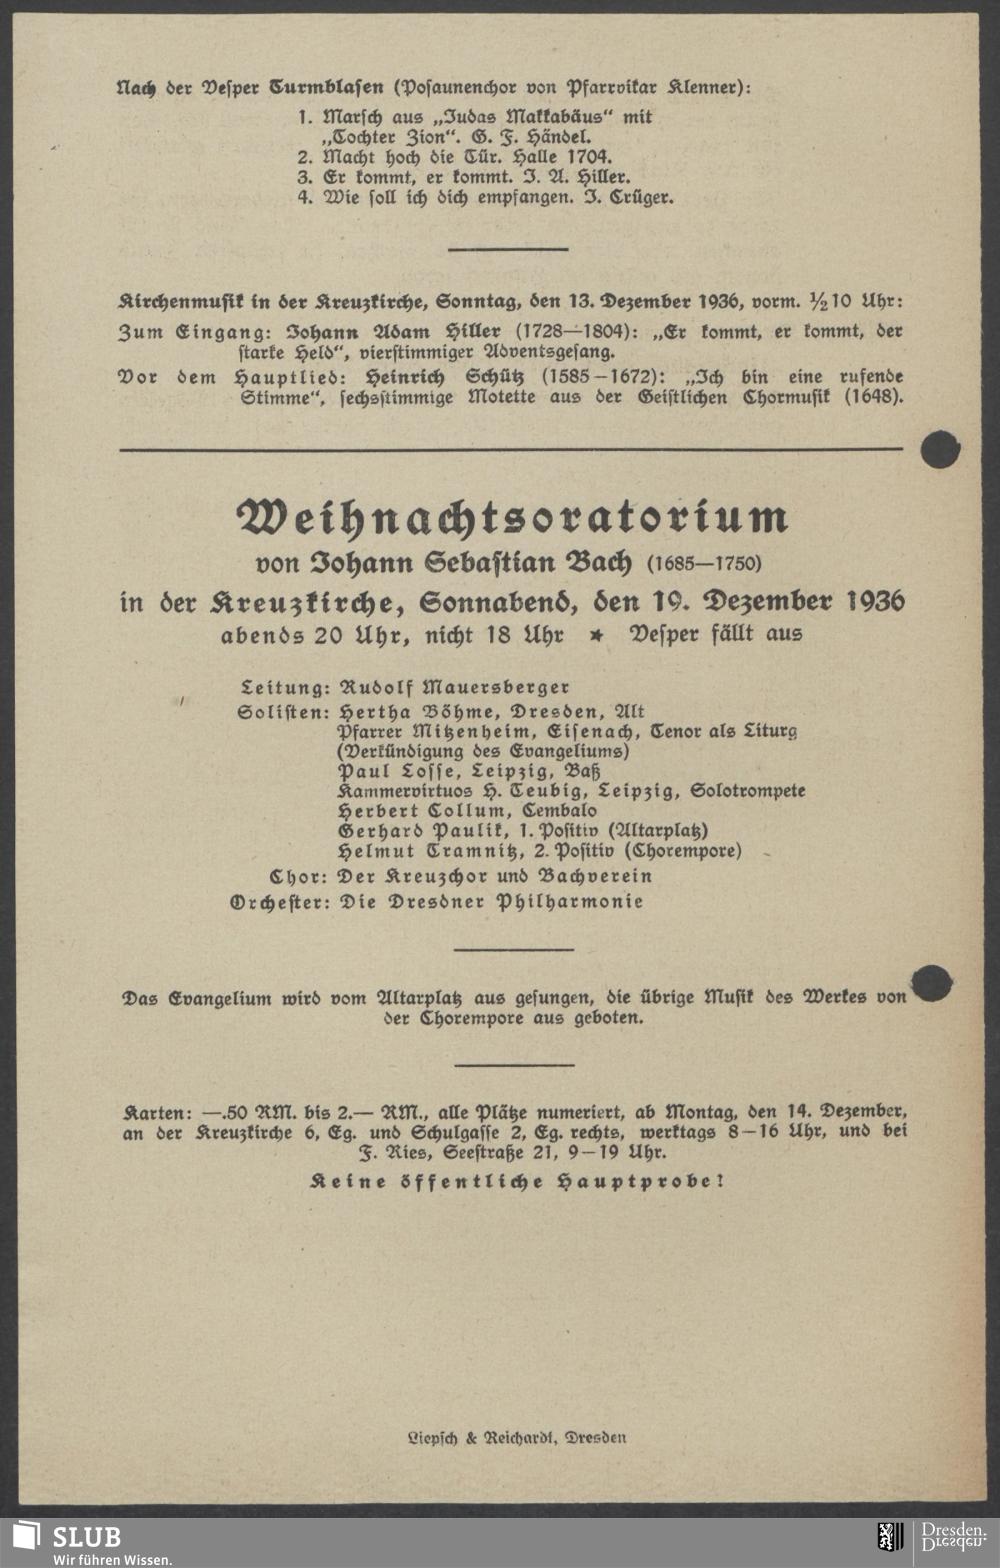 Nach der Vesper Turmblasen (Posaunenchor von Pfarrvikar Klenner):
1. Marsch aus „Judas Makkabäus“ mit
„Tochter Zion“. G. F. Händel.
2. Macht hoch die Tür. Halle 1704.
3. Er kommt, er kommt. J. A. Hiller.
4. Wie soll ich dich empfangen. J. Crüger.
Kirchenmusik in der Kreuzkirche, Sonntag, den 13. Dezember 1936, vorm. ½10 Uhr:
Zum Eingang: Johann Adam Hiller (1728—1804): „Er kommt, er kommt, der
starke Held“, vierstimmiger Adventsgesang.
Vor dem Hauptlied: Heinrich Schütz (1585–1672): „Ich bin eine rufende
Stimme“, sechsstimmige Motette aus der Geistlichen Chormusik (1648).
Weihnachtsoratorium
von Johann Sebastian Bach (1685—1750)
in der Kreuzkirche, Sonnabend, den 19. Dezember 1936
abends 20 Uhr, nicht 18 Uhr ★ Vesper fällt aus
Leitung: Rudolf Mauersberger
Solisten: Hertha Böhme, Dresden, Alt
Pfarrer Mitzenheim, Eisenach, Tenor als Liturg
(Verkündigung des Evangeliums)
Paul Losse, Leipzig, Baß
Kammervirtuos H. Teubig, Leipzig, Solotrompete
Herbert Collum, Cembalo
Gerhard Paulik, 1. Positiv (Altarplatz)
Helmut Tramnitz, 2. Positiv (Chorempore)
Chor: Der Kreuzchor und Bachverein
Orchester: Die Dresdner Philharmonie
Das Evangelium wird vom Altarplatz aus gesungen, die übrige Musik des Werkes von
der Chorempore aus geboten.
Karten: —.50 RM. bis 2.— RM., alle Plätze numeriert, ab Montag, den 14. Dezember,
an der Kreuzkirche 6, Eg. und Schulgasse 2, Eg. rechts, werktags 8–16 Uhr, und bei
F. Ries, Seestraße 21, 9–19 Uhr.
Keine öffentliche Hauptprobe!
Liepsch & Reichardt, Dresden
SLUB
Wir führen Wissen.
Dresden.
Dresden.